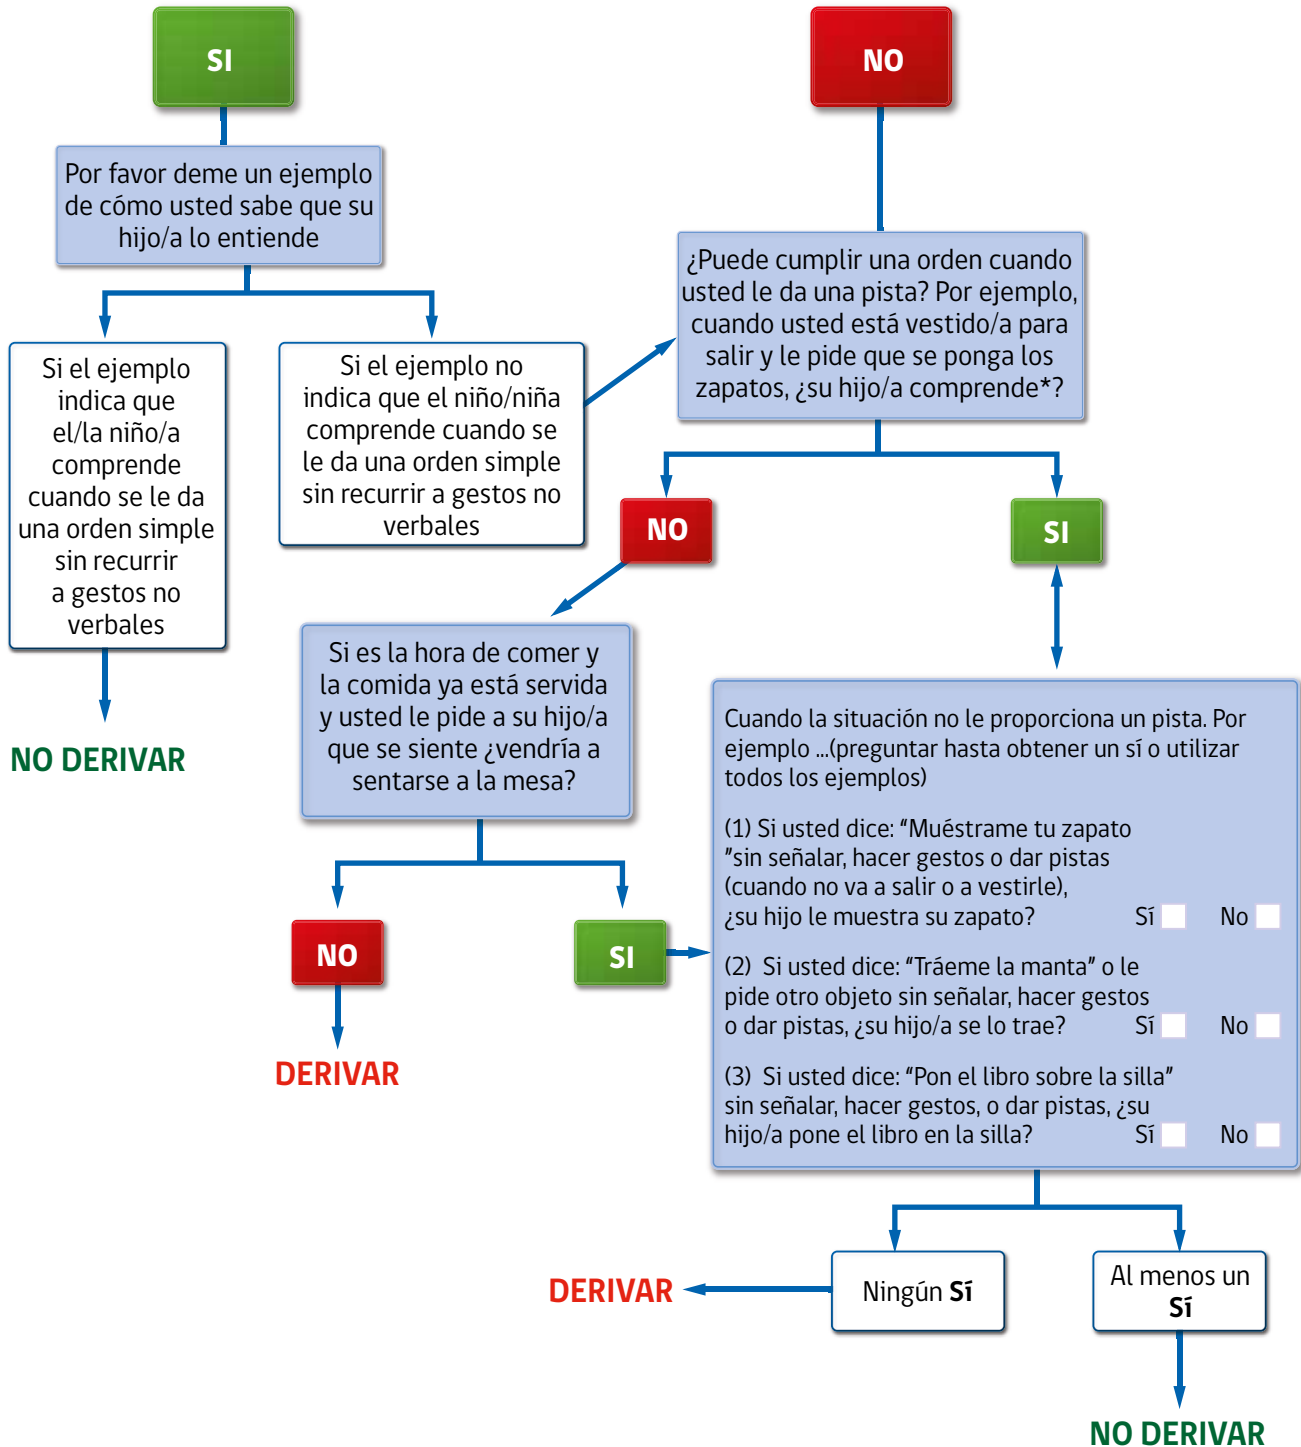 SI
NO
Por favor deme un ejemplo
de cómo usted sabe que su
hijo/a lo entiende
¿Puede cumplir una orden cuando
usted le da una pista? Por ejemplo,
cuando usted está vestido/a para
salir y le pide que se ponga los
zapatos, ¿su hijo/a comprende*?
Si el ejemplo
indica que
el/la niño/a
comprende
cuando se le da
una orden simple
sin recurrir
a gestos no
verbales
Si el ejemplo no
indica que el niño/niña
comprende cuando se
le da una orden simple
sin recurrir a gestos no
verbales
NO
SI
NO DERIVAR
Si es la hora de comer y
la comida ya está servida
y usted le pide a su hijo/a
que se siente ¿vendría a
sentarse a la mesa?
Cuando la situación no le proporciona un pista. Por
ejemplo ...(preguntar hasta obtener un sí o utilizar
todos los ejemplos)
(1) Si usted dice: "Muéstrame tu zapato
"sin señalar, hacer gestos o dar pistas
(cuando no va a salir o a vestirle),
¿su hijo le muestra su zapato? Sí No
(2) Si usted dice: "Tráeme la manta" o le
pide otro objeto sin señalar, hacer gestos
o dar pistas, ¿su hijo/a se lo trae? Sí No
(3) Si usted dice: "Pon el libro sobre la silla"
sin señalar, hacer gestos, o dar pistas, ¿su
hijo/a pone el libro en la silla? Sí No
NO
SI
DERIVAR
DERIVAR
Ningún Sí
Al menos un
Sí
NO DERIVAR